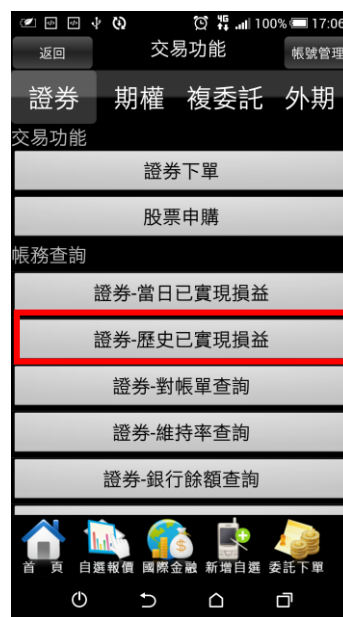 4G 100% 17:06
返回 交易功能 帳號管理
證券 期權 複委託 外期
交易功能
證券下單
股票申購
帳務查詢
證券-當日已實現損益
證券-歷史已實現損益
證券-對帳單查詢
證券-維持率查詢
證券-銀行餘額查詢
首頁 自選報價 國際金融 新增自選 委託下單